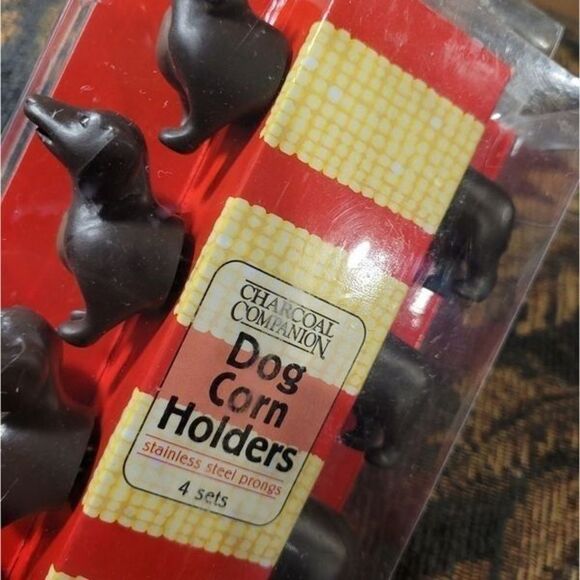 CHARCOAL
COMPANION
Dog
Corn
Holders
stainless steel prongs
4 sets